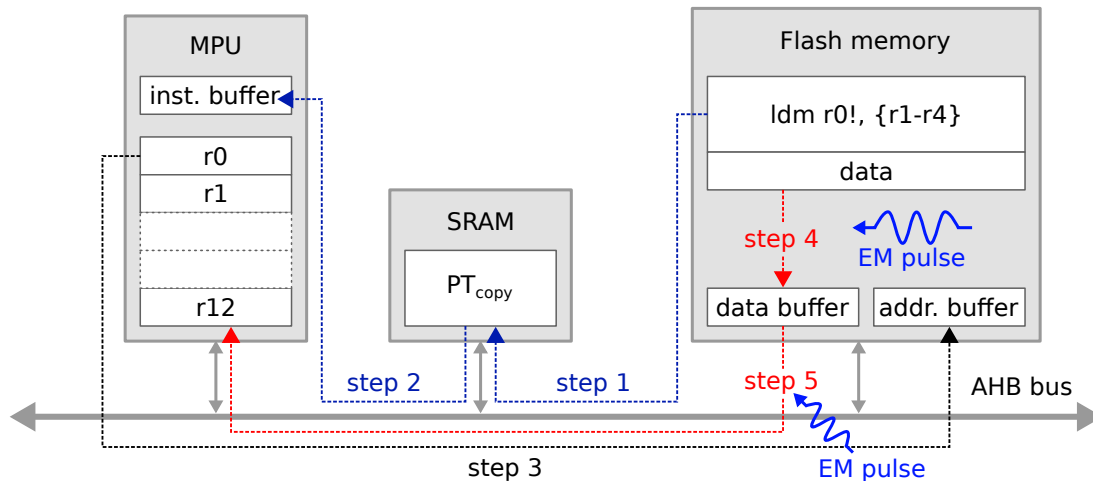 MPU
inst. buffer
r0
r1
r12
SRAM
PTcopy
Flash memory
ldm r0!, {r1-r4}
data
step 4
EM pulse
data buffer
addr. buffer
step 2
step 1
step 5
AHB bus
step 3
EM pulse